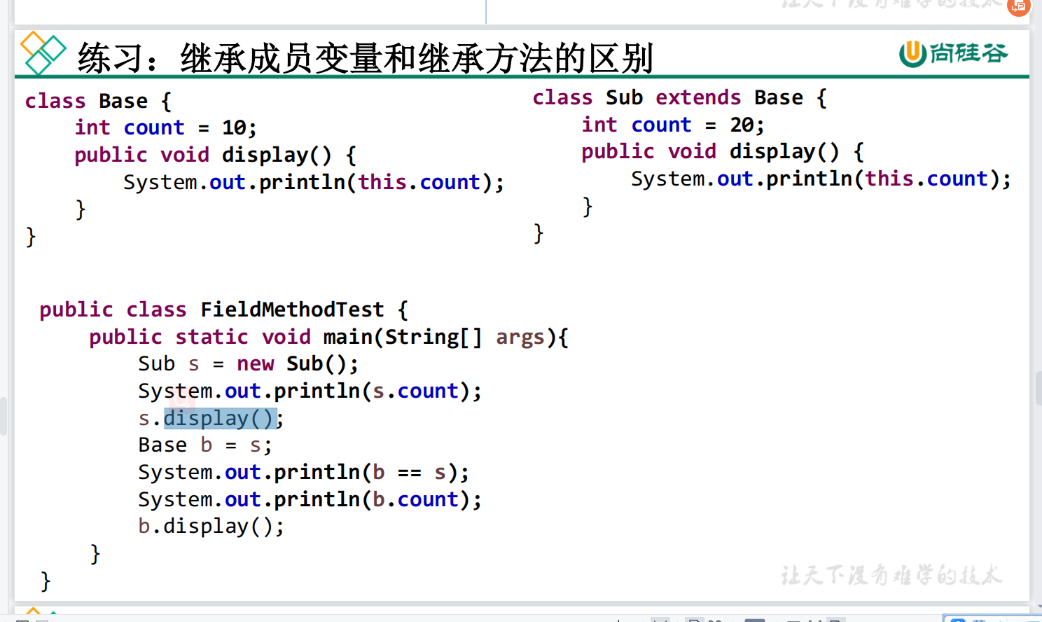 让天下没有难学的技术
练习：继承成员变量和继承方法的区别
尚硅谷
class Base {
int count = 10;
public void display() {
System.out.println(this.count);
}
}
class Sub extends Base {
int count = 20;
public void display() {
System.out.println(this.count);
}
}
public class FieldMethodTest {
public static void main(String[] args){
Sub s = new Sub();
System.out.println(s.count);
s.display();
Base b = s;
System.out.println(b == s);
System.out.println(b.count);
b.display();
}
}
让天下没有难学的技术